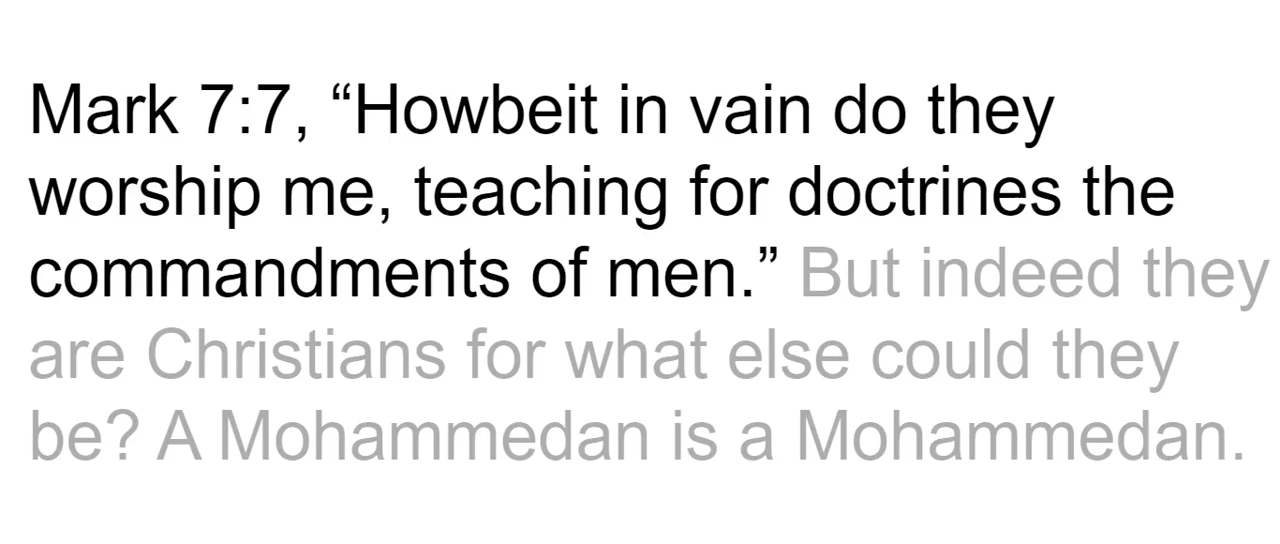 Mark 7:7, “Howbeit in vain do they
worship me, teaching for doctrines the
commandments of men.” But indeed they
are Christians for what else could they
be? A Mohammedan is a Mohammedan.